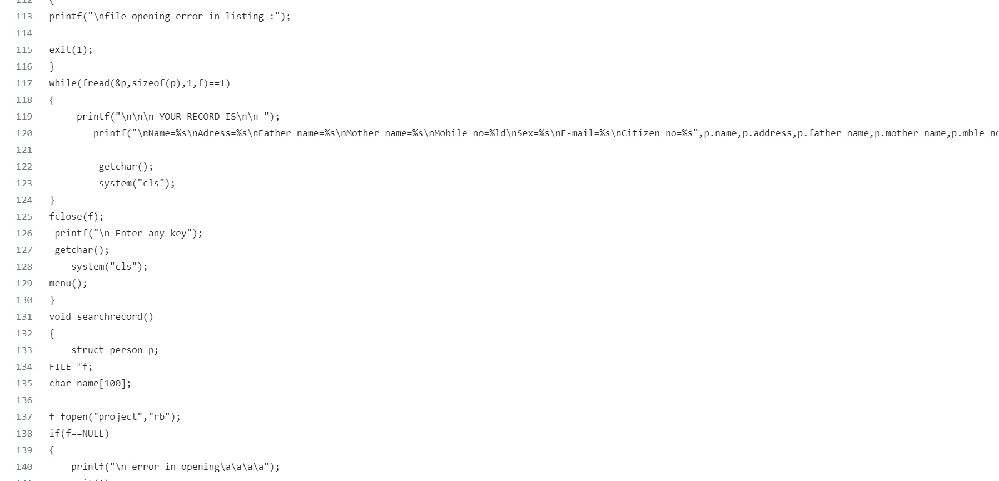 112 {
113 printf("\nfile opening error in listing :");
114
115 exit(1);
116 }
117 while(fread(&p,sizeof(p),1,f)==1)
118 {
119      printf("\n\n\n YOUR RECORD IS\n\n ");
120         printf("\nName=%s\nAdress=%s\nFather name=%s\nMother name=%s\nMobile no=%ld\nSex=%s\nE-mail=%s\nCitizen no=%s",p.name,p.address,p.father_name,p.mother_name,p.mble_no
121
122          getchar();
123          system("cls");
124 }
125 fclose(f);
126  printf("\n Enter any key");
127  getchar();
128     system("cls");
129 menu();
130 }
131 void searchrecord()
132 {
133     struct person p;
134 FILE *f;
135 char name[100];
136
137 f=fopen("project","rb");
138 if(f==NULL)
139 {
140     printf("\n error in opening\a\a\a\a");